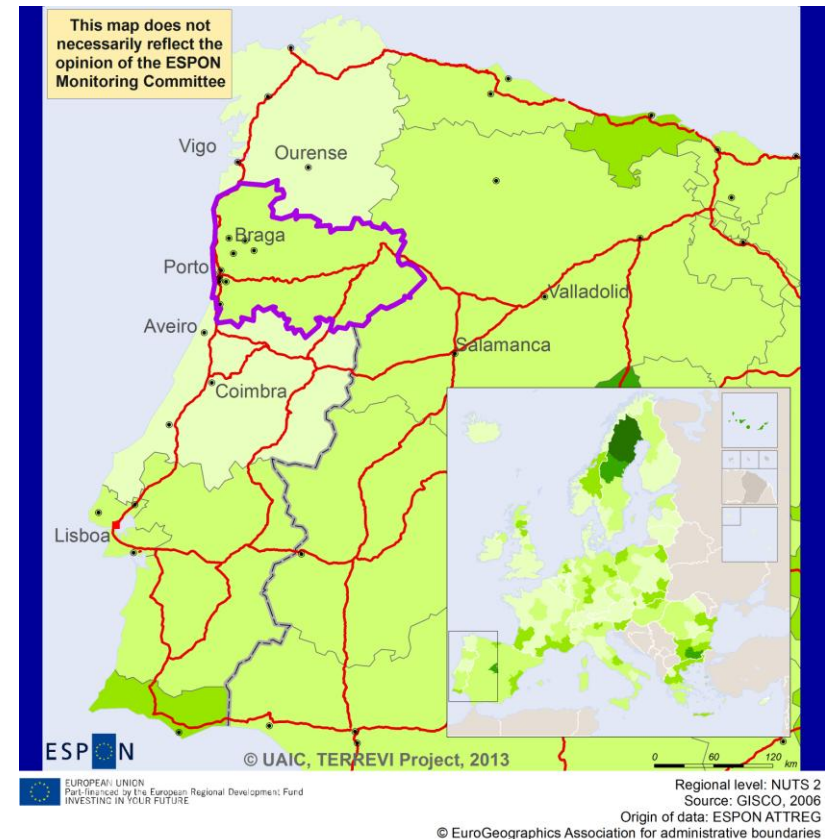 This map does not
necessarily reflect the
opinion of the ESPON
Monitoring Committee
Vigo
Ourense
Braga
Porto
Valladolid
Aveiro
Salamanca
Coimbra
Lisboa
ESPON
© UAIC, TERREVI Project, 2013
0 60 120
km
EUROPEAN UNION
Part-financed by the European Regional Development Fund
INVESTING IN YOUR FUTURE
Regional level: NUTS 2
Source: GISCO, 2006
Origin of data: ESPON ATTREG
© EuroGeographics Association for administrative boundaries